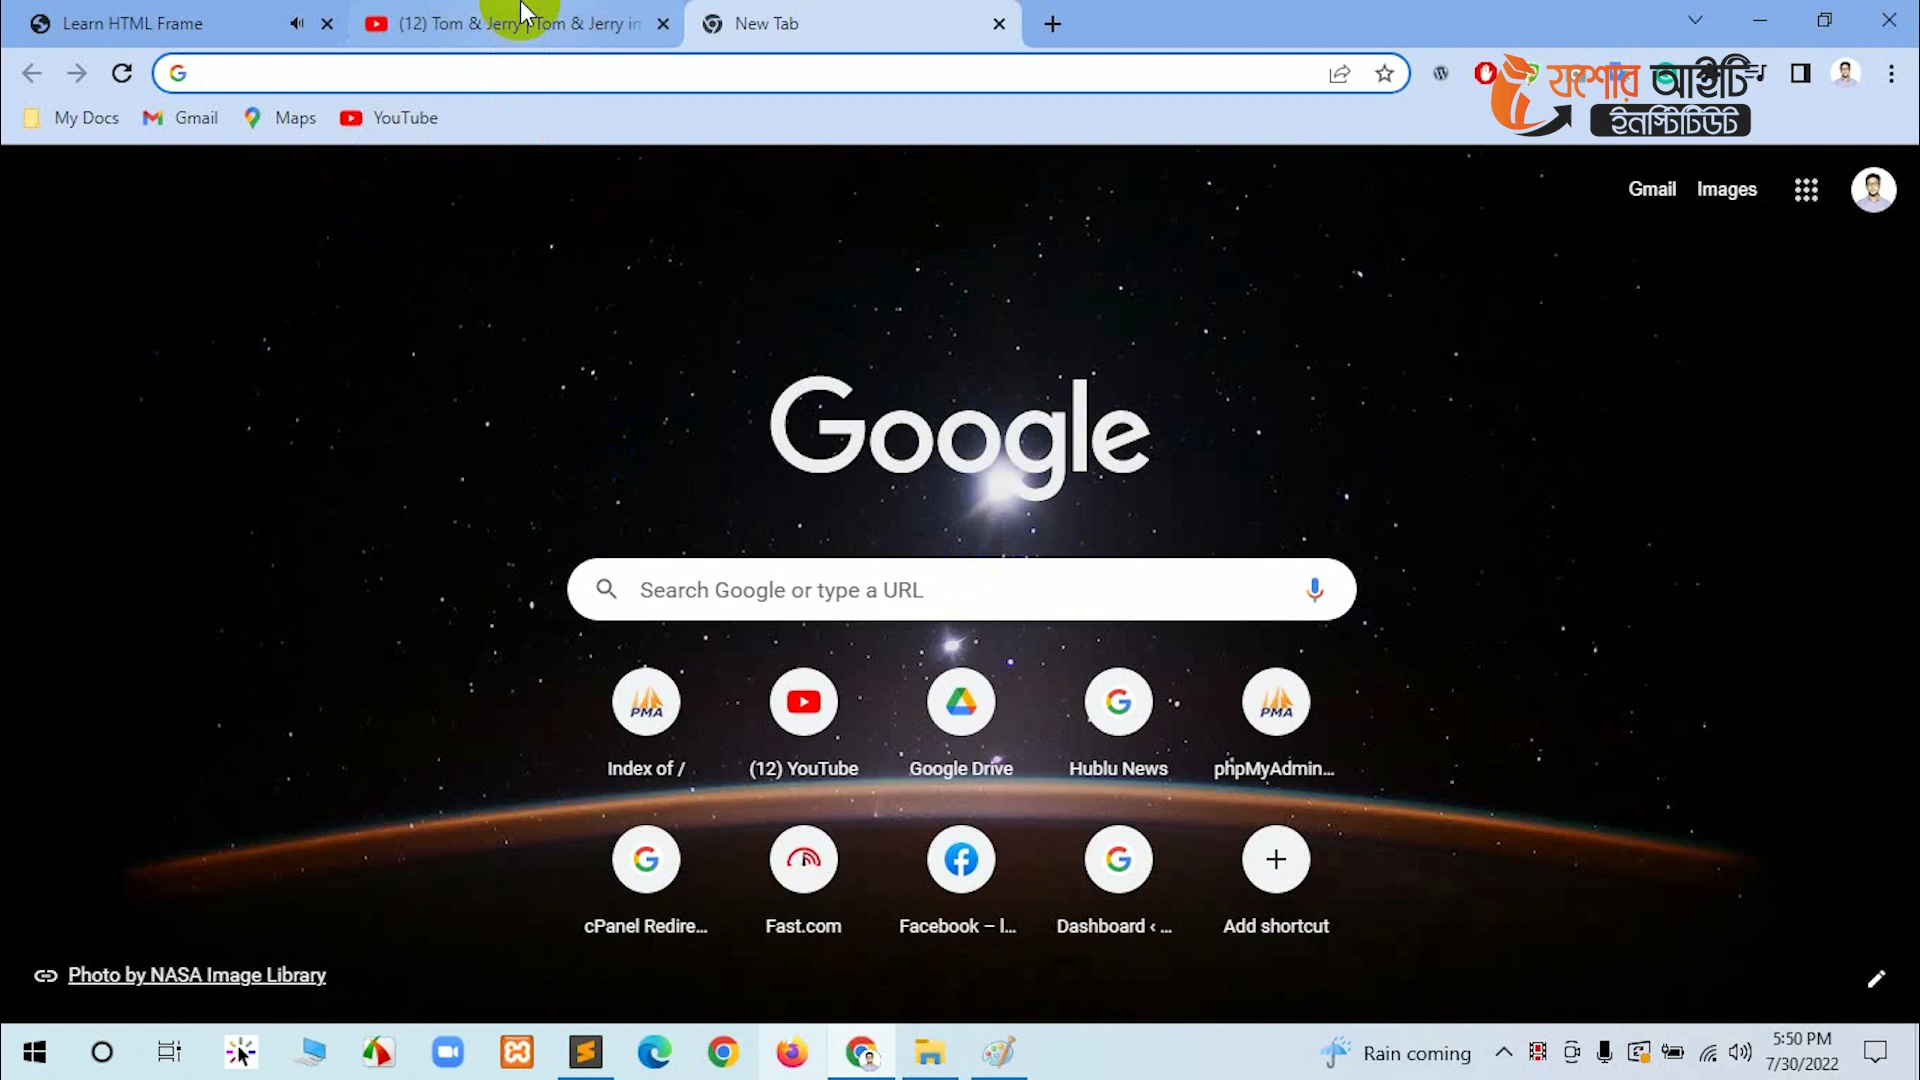 Learn HTML Frame
(12) Tom & Jerry | Tom & Jerry in
New Tab
যশোর আইটি
ইনস্টিটিউট
My Docs
Gmail
Maps
YouTube
Gmail
Images
Google
Search Google or type a URL
PMA
PMA
Index of /
(12) YouTube
Google Drive
Hublu News
phpMyAdmin...
cPanel Redire...
Fast.com
Facebook – l...
Dashboard ‹ ...
Add shortcut
Photo by NASA Image Library
Rain coming
5:50 PM
7/30/2022